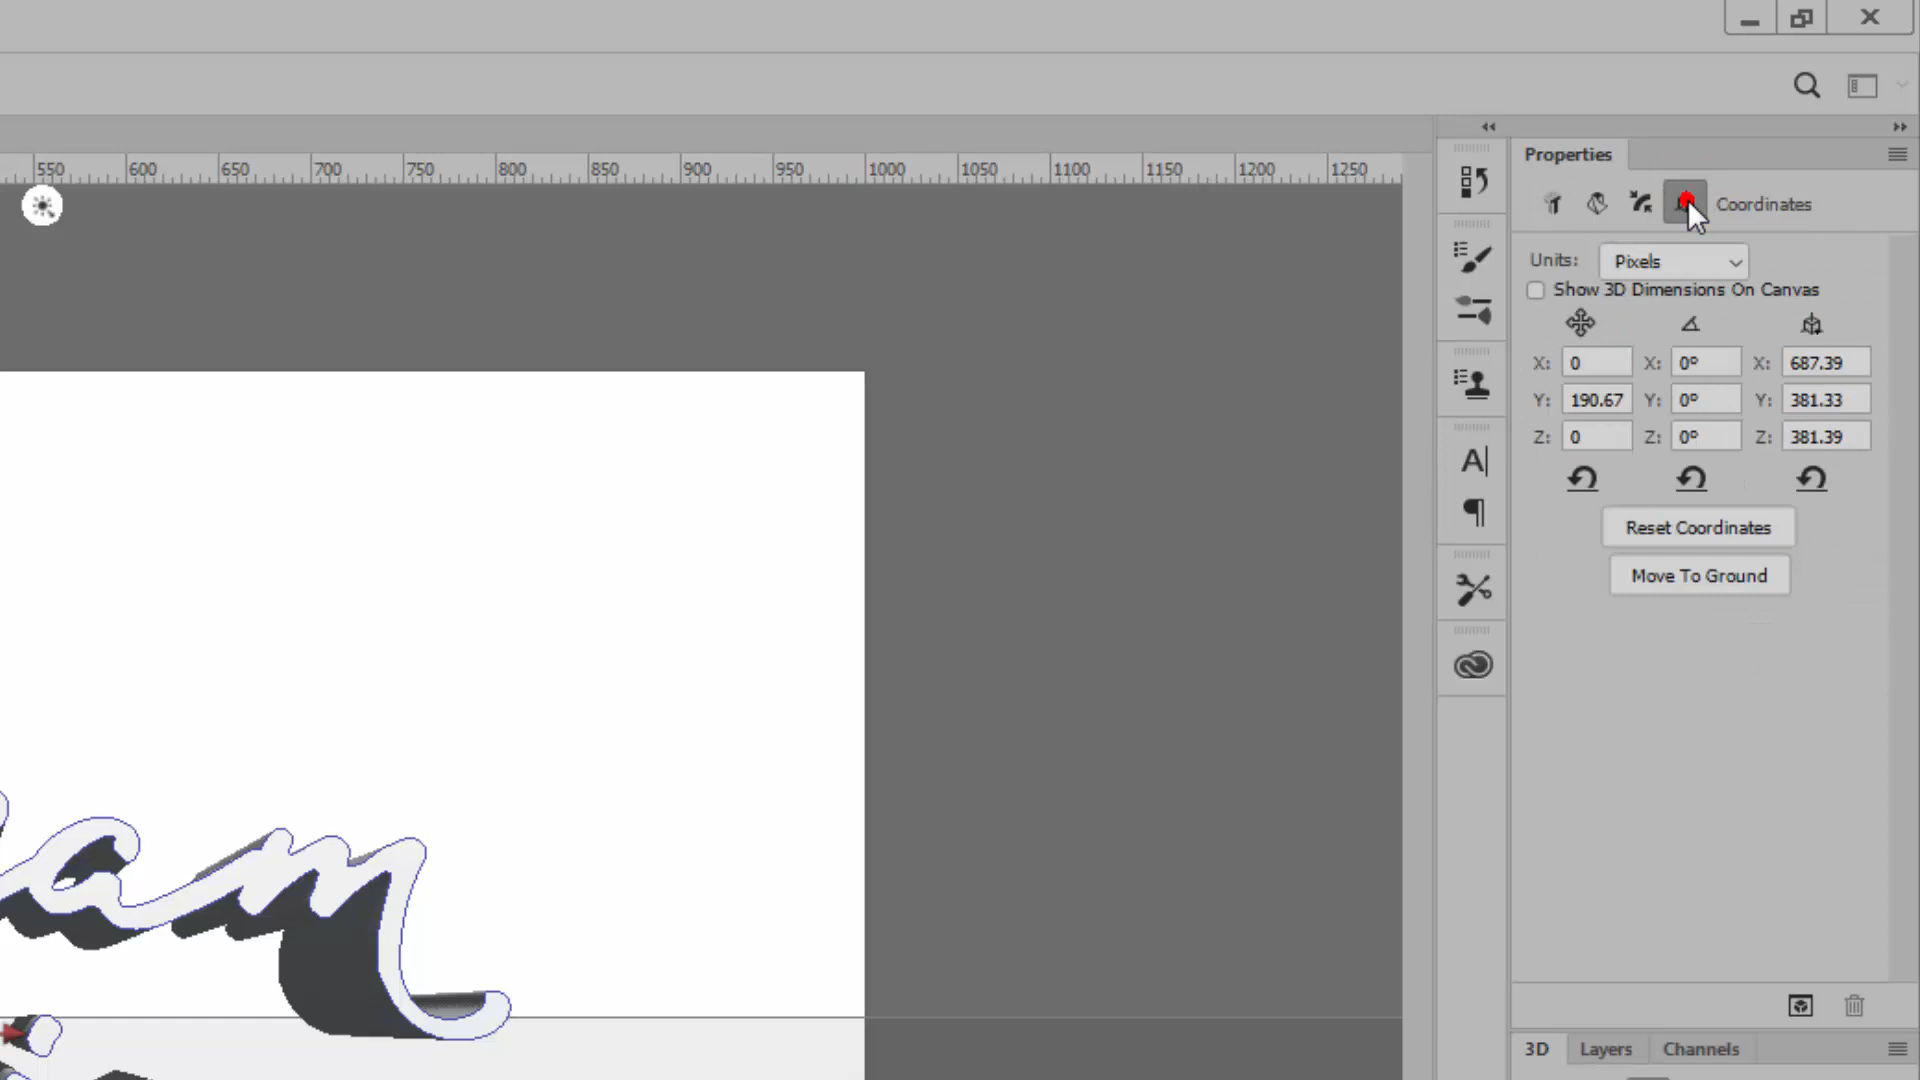 550 600 650 700 750 800 850 900 950 1000 1050 1100 1150 1200 1250
Properties
Coordinates
Units: Pixels
Show 3D Dimensions On Canvas
X: 0 X: 0° X: 687.39
Y: 190.67 Y: 0° Y: 381.33
Z: 0 Z: 0° Z: 381.39
Reset Coordinates
Move To Ground
am
3D Layers Channels